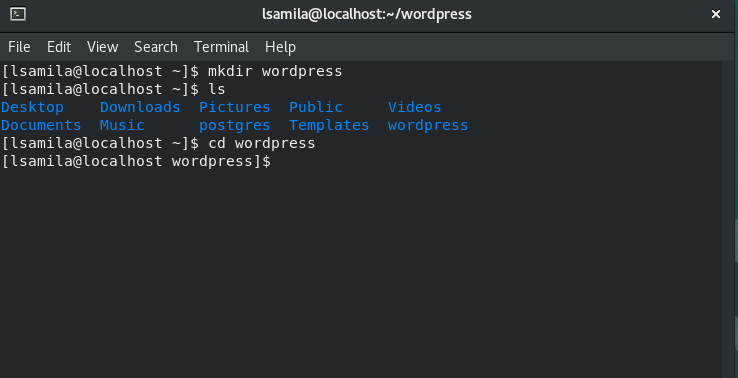 lsamila@localhost:~/wordpress
File Edit View Search Terminal Help
[lsamila@localhost ~]$ mkdir wordpress
[lsamila@localhost ~]$ ls
Desktop    Downloads  Pictures  Public     Videos
Documents  Music      postgres  Templates  wordpress
[lsamila@localhost ~]$ cd wordpress
[lsamila@localhost wordpress]$